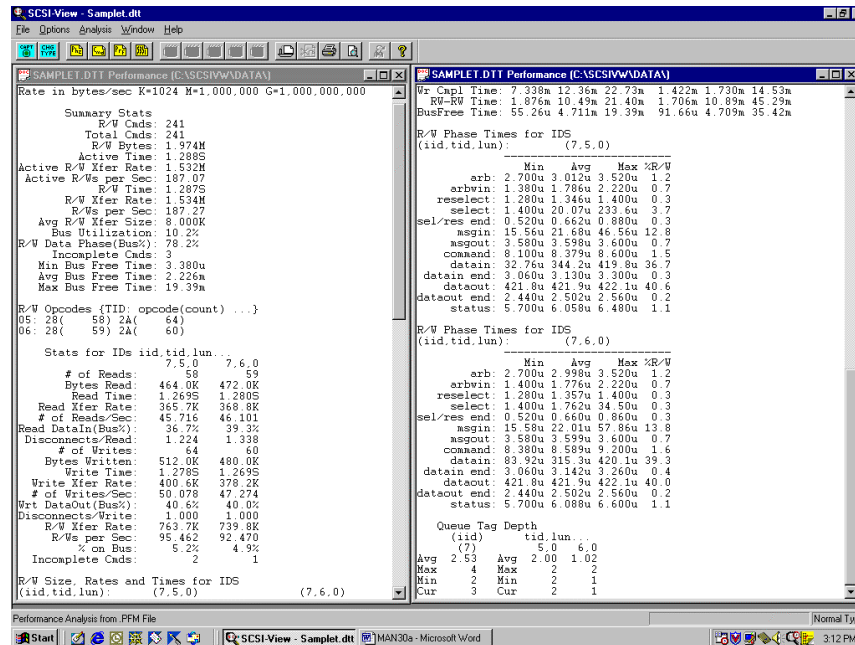 SCSI-View - Samplet.dtt
File Options Analysis Window Help
CAPT CHG TYPE
SAMPLET.DTT Performance (C:\SCSIVW\DATA\)
Rate in bytes/sec K=1024 M=1,000,000 G=1,000,000,000
Summary Stats
R/W Cmds: 241
Total Cmds: 241
R/W Bytes: 1.974M
Active Time: 1.288S
Active R/W Xfer Rate: 1.532M
Active R/Ws per Sec: 187.07
R/W Time: 1.287S
R/W Xfer Rate: 1.534M
R/Ws per Sec: 187.27
Avg R/W Xfer Size: 8.000K
Bus Utilization: 10.2%
R/W Data Phase(Bus%): 78.2%
Incomplete Cmds: 3
Min Bus Free Time: 3.380u
Avg Bus Free Time: 2.226m
Max Bus Free Time: 19.39m
R/W Opcodes {TID: opcode(count) ...}
05: 28( 58) 2A( 64)
06: 28( 59) 2A( 60)
Stats for IDs iid,tid,lun...
7,5,0 7,6,0
# of Reads: 58 59
Bytes Read: 464.0K 472.0K
Read Time: 1.269S 1.280S
Read Xfer Rate: 365.7K 368.8K
# of Reads/Sec: 45.716 46.101
Read DataIn(Bus%): 36.7% 39.3%
Disconnects/Read: 1.224 1.338
# of Writes: 64 60
Bytes Written: 512.0K 480.0K
Write Time: 1.278S 1.269S
Write Xfer Rate: 400.6K 378.2K
# of Writes/Sec: 50.078 47.274
Wrt DataOut(Bus%): 40.6% 40.0%
Disconnects/Write: 1.000 1.000
R/W Xfer Rate: 763.7K 739.8K
R/Ws per Sec: 95.462 92.470
% on Bus: 5.2% 4.9%
Incomplete Cmds: 2 1
R/W Size, Rates and Times for IDS
(iid,tid,lun): (7,5,0) (7,6,0)
SAMPLET.DTT Performance (C:\SCSIVW\DATA\)
Wr Cmpl Time: 7.338m 12.36m 22.73m 1.422m 1.730m 14.53m
RW-RW Time: 1.876m 10.49m 21.40m 1.706m 10.89m 45.29m
BusFree Time: 55.26u 4.711m 19.39m 91.66u 4.709m 35.42m
R/W Phase Times for IDS
(iid,tid,lun): (7,5,0)
Min Avg Max %R/W
arb: 2.700u 3.012u 3.520u 1.2
arbwin: 1.380u 1.786u 2.220u 0.7
reselect: 1.280u 1.346u 1.400u 0.3
select: 1.400u 20.07u 233.6u 3.7
sel/res end: 0.520u 0.662u 0.880u 0.3
msgin: 15.56u 21.68u 46.56u 12.8
msgout: 3.580u 3.598u 3.600u 0.7
command: 8.100u 8.379u 8.600u 1.5
datain: 32.76u 344.2u 419.8u 36.7
datain end: 3.060u 3.130u 3.300u 0.3
dataout: 421.8u 421.9u 422.1u 40.6
dataout end: 2.440u 2.502u 2.560u 0.2
status: 5.700u 6.058u 6.480u 1.1
R/W Phase Times for IDS
(iid,tid,lun): (7,6,0)
Min Avg Max %R/W
arb: 2.700u 2.998u 3.520u 1.2
arbwin: 1.400u 1.776u 2.220u 0.7
reselect: 1.280u 1.357u 1.400u 0.3
select: 1.400u 1.762u 34.50u 0.3
sel/res end: 0.520u 0.660u 0.860u 0.3
msgin: 15.58u 22.01u 57.86u 13.8
msgout: 3.580u 3.599u 3.600u 0.7
command: 8.380u 8.589u 9.200u 1.6
datain: 83.92u 315.3u 420.1u 39.3
datain end: 3.060u 3.142u 3.260u 0.4
dataout: 421.8u 421.9u 422.1u 40.0
dataout end: 2.440u 2.502u 2.560u 0.2
status: 5.700u 6.088u 6.600u 1.1
Queue Tag Depth
(iid) tid,lun...
(7) 5,0 6,0
Avg 2.53 Avg 2.00 1.02
Max 4 Max 2 2
Min 2 Min 2 1
Cur 3 Cur 2 1
Performance Analysis from .PFM File
Normal Ty
Start
SCSI-View - Samplet.dtt
MAN30a - Microsoft Word
3:12 PM